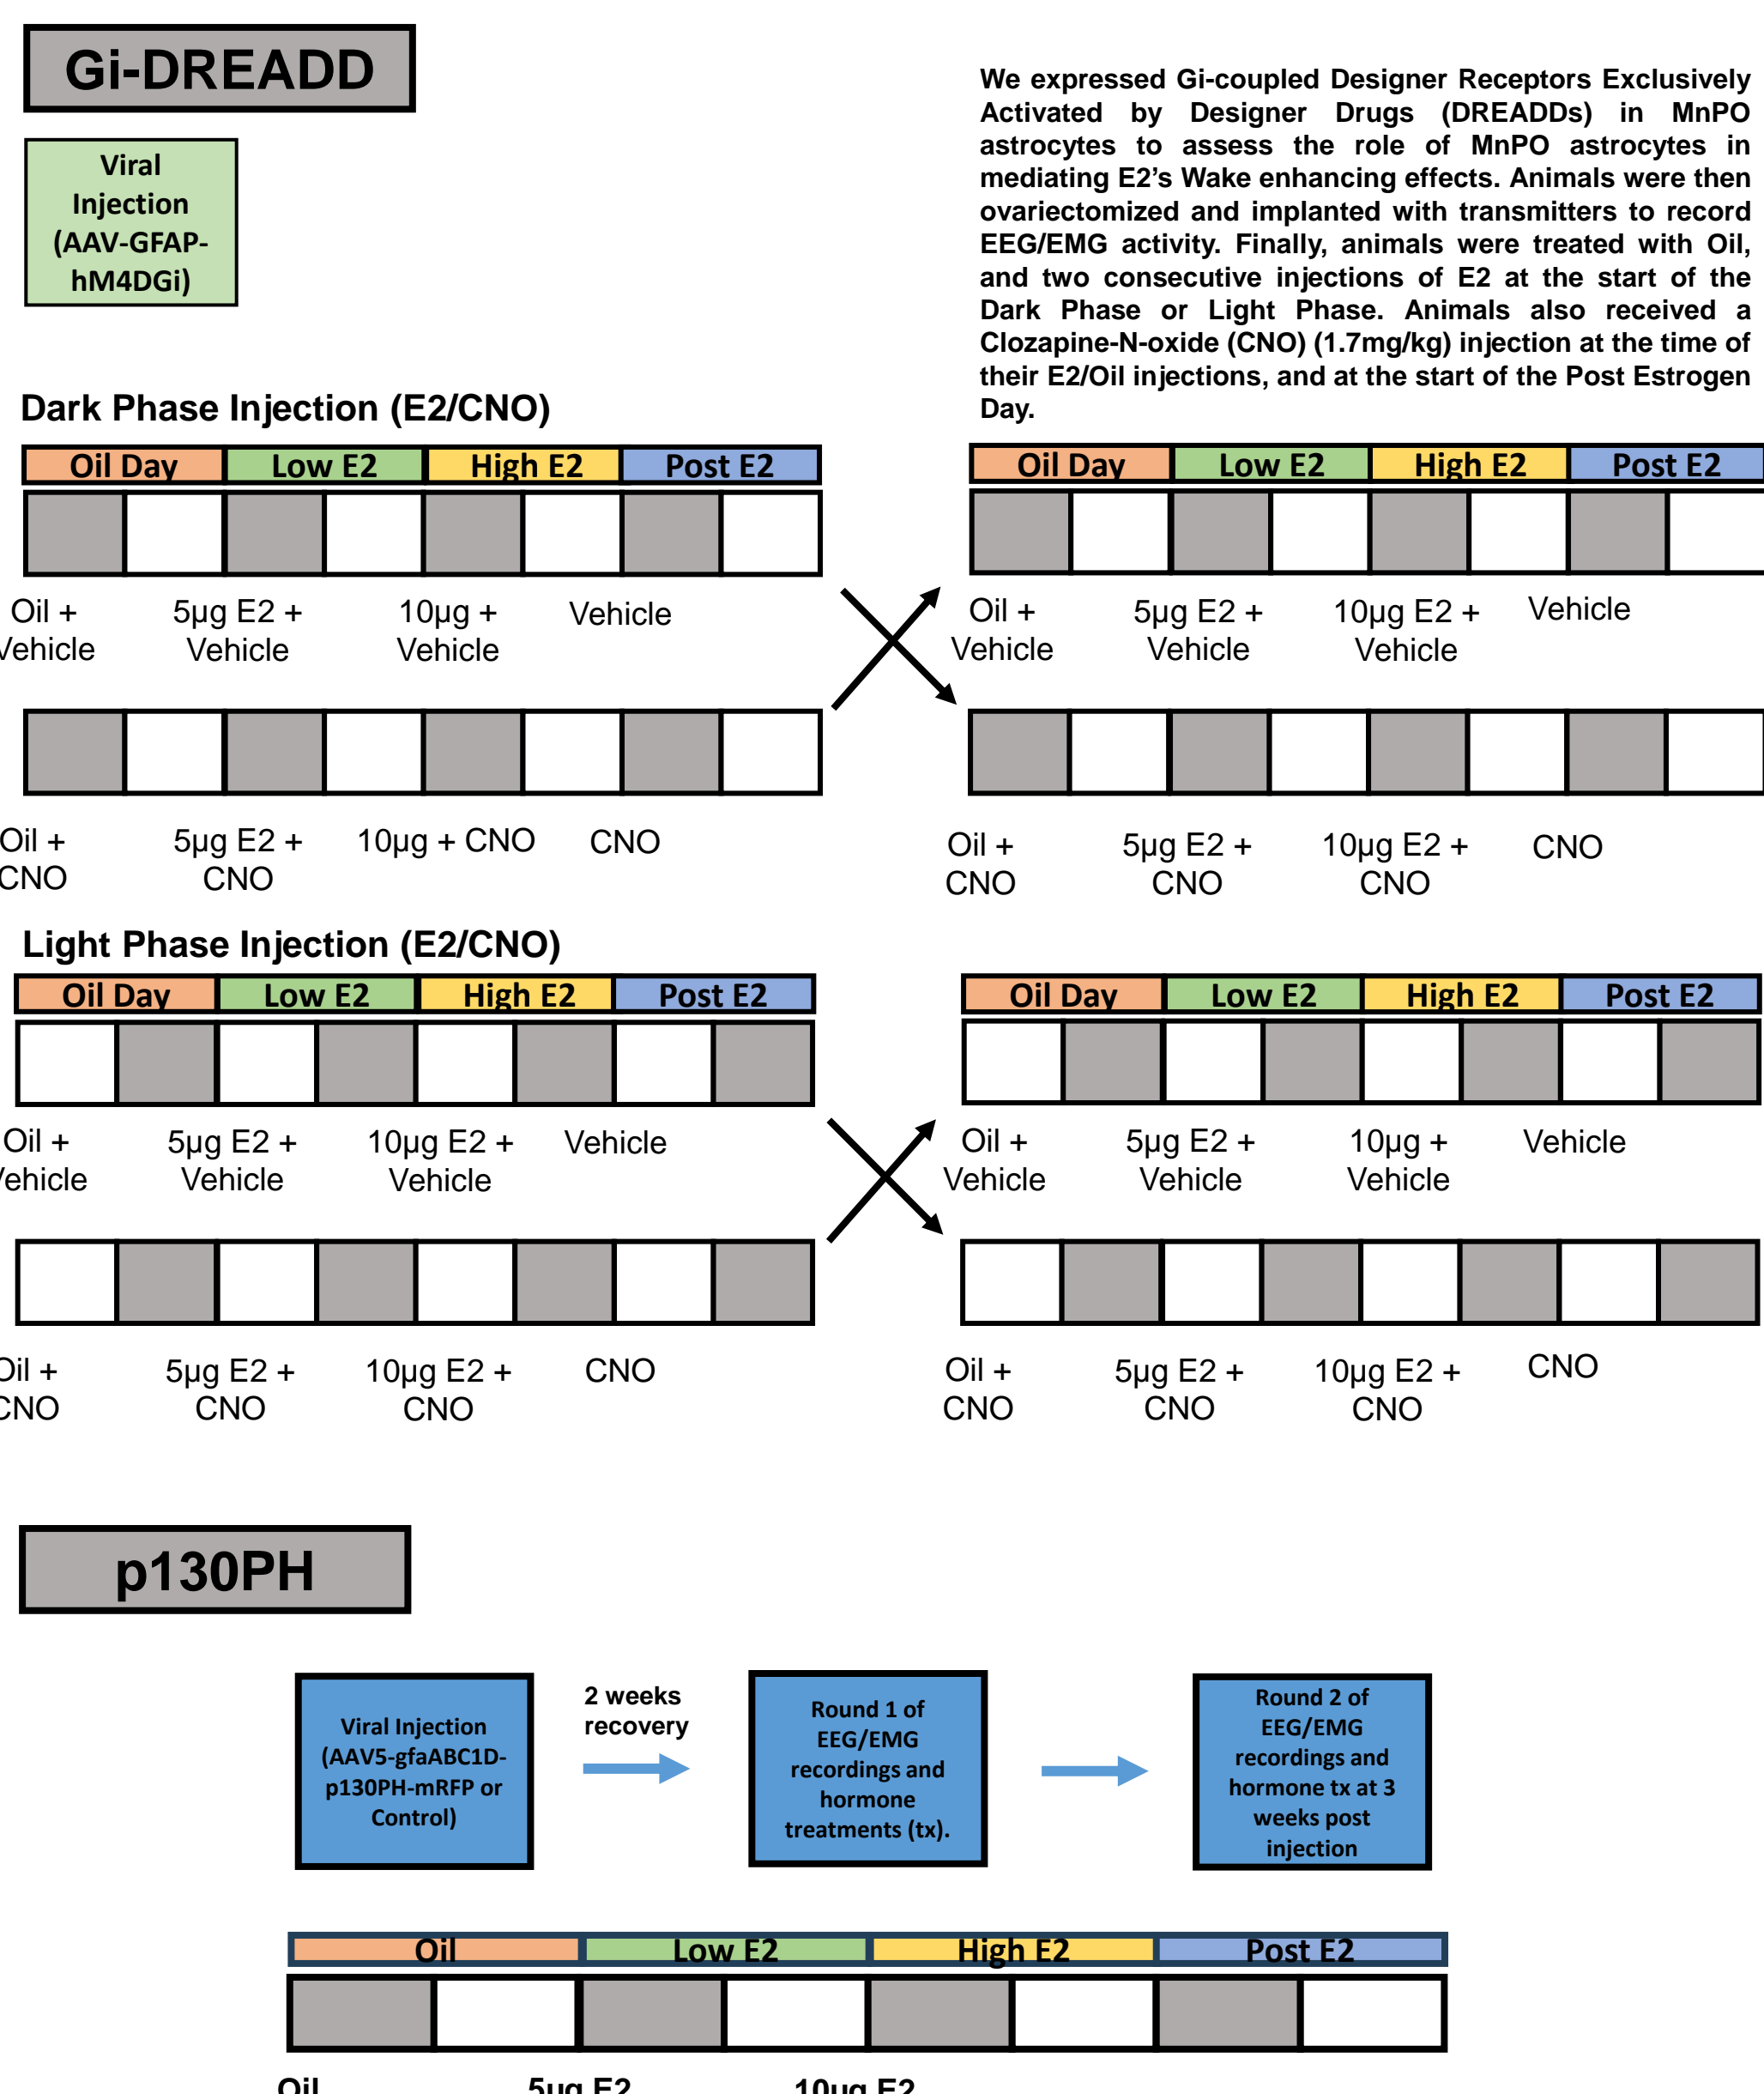 Gi-DREADD
Viral
Injection
(AAV-GFAP-
hM4DGi)
We expressed Gi-coupled Designer Receptors Exclusively
Activated by Designer Drugs (DREADDs) in MnPO
astrocytes to assess the role of MnPO astrocytes in
mediating E2's Wake enhancing effects. Animals were then
ovariectomized and implanted with transmitters to record
EEG/EMG activity. Finally, animals were treated with Oil,
and two consecutive injections of E2 at the start of the
Dark Phase or Light Phase. Animals also received a
Clozapine-N-oxide (CNO) (1.7mg/kg) injection at the time of
their E2/Oil injections, and at the start of the Post Estrogen
Day.
Dark Phase Injection (E2/CNO)
Oil Day Low E2 High E2 Post E2
Oil +
Vehicle
5µg E2 +
Vehicle
10µg +
Vehicle
Vehicle
Oil +
CNO
5µg E2 +
CNO
10µg + CNO
CNO
Oil Day Low E2 High E2 Post E2
Oil +
Vehicle
5µg E2 +
Vehicle
10µg E2 +
Vehicle
Vehicle
Oil +
CNO
5µg E2 +
CNO
10µg E2 +
CNO
CNO
Light Phase Injection (E2/CNO)
Oil Day Low E2 High E2 Post E2
Oil +
Vehicle
5µg E2 +
Vehicle
10µg E2 +
Vehicle
Vehicle
Oil +
CNO
5µg E2 +
CNO
10µg E2 +
CNO
CNO
Oil Day Low E2 High E2 Post E2
Oil +
Vehicle
5µg E2 +
Vehicle
10µg +
Vehicle
Vehicle
Oil +
CNO
5µg E2 +
CNO
10µg E2 +
CNO
CNO
p130PH
Viral Injection
(AAV5-gfaABC1D-
p130PH-mRFP or
Control)
2 weeks
recovery
Round 1 of
EEG/EMG
recordings and
hormone
treatments (tx).
Round 2 of
EEG/EMG
recordings and
hormone tx at 3
weeks post
injection
Oil Low E2 High E2 Post E2
Oil 5µg E2 10µg E2